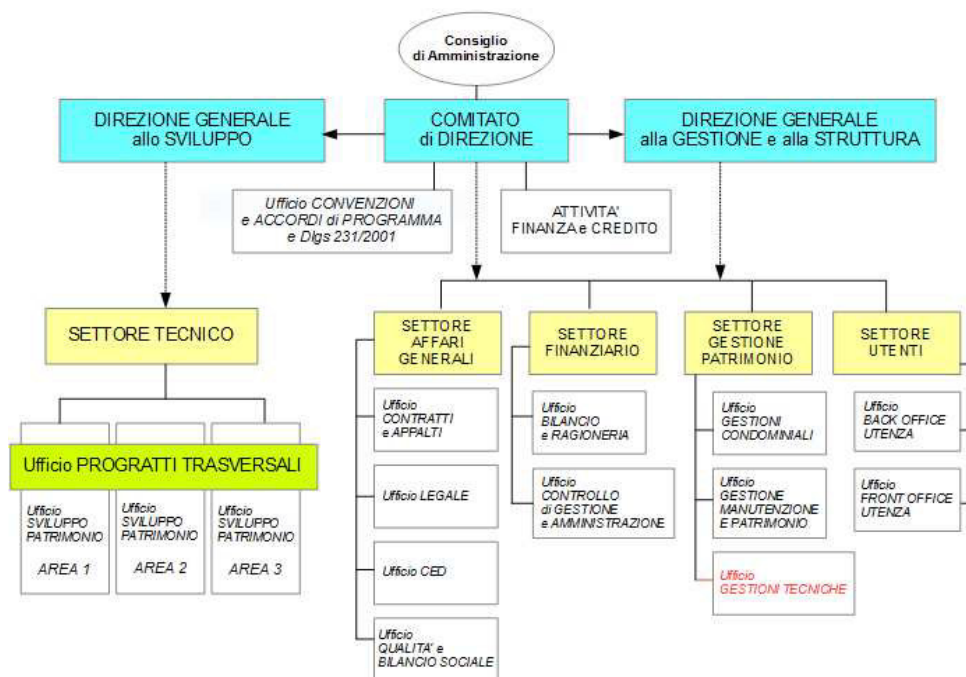 Consiglio
di Amministrazione
DIREZIONE GENERALE
allo SVILUPPO
COMITATO
di DIREZIONE
DIREZIONE GENERALE
alla GESTIONE e alla STRUTTURA
Ufficio CONVENZIONI
e ACCORDI di PROGRAMMA
e Dlgs 231/2001
ATTIVITA'
FINANZA e CREDITO
SETTORE TECNICO
SETTORE
AFFARI
GENERALI
SETTORE
FINANZIARIO
SETTORE
GESTIONE
PATRIMONIO
SETTORE
UTENTI
Ufficio PROGRATTI TRASVERSALI
Ufficio
SVILUPPO
PATRIMONIO
AREA 1
Ufficio
SVILUPPO
PATRIMONIO
AREA 2
Ufficio
SVILUPPO
PATRIMONIO
AREA 3
Ufficio
CONTRATTI
e APPALTI
Ufficio LEGALE
Ufficio CED
Ufficio
QUALITA' e
BILANCIO SOCIALE
Ufficio
BILANCIO
e RAGIONERIA
Ufficio
CONTROLLO
di GESTIONE
e AMMINISTRAZIONE
Ufficio
GESTIONI
CONDOMINIALI
Ufficio
GESTIONE
MANUTENZIONE
E PATRIMONIO
Ufficio
GESTIONI TECNICHE
Ufficio
BACK OFFICE
UTENZA
Ufficio
FRONT OFFICE
UTENZA